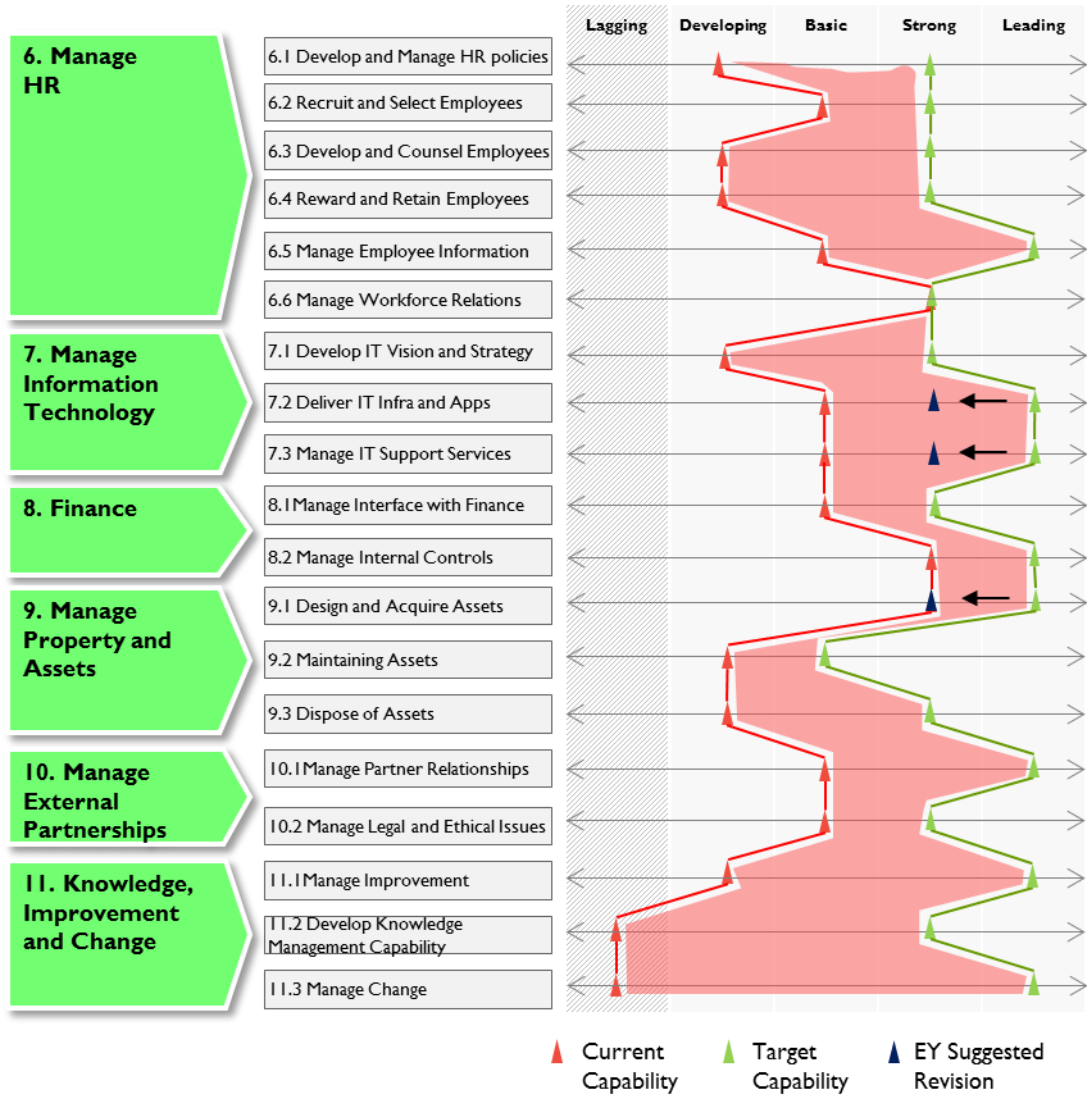 Lagging Developing Basic Strong Leading
6. Manage
HR
6.1 Develop and Manage HR policies
6.2 Recruit and Select Employees
6.3 Develop and Counsel Employees
6.4 Reward and Retain Employees
6.5 Manage Employee Information
6.6 Manage Workforce Relations
7. Manage
Information
Technology
7.1 Develop IT Vision and Strategy
7.2 Deliver IT Infra and Apps
7.3 Manage IT Support Services
8. Finance
8.1Manage Interface with Finance
8.2 Manage Internal Controls
9. Manage
Property and
Assets
9.1 Design and Acquire Assets
9.2 Maintaining Assets
9.3 Dispose of Assets
10. Manage
External
Partnerships
10.1Manage Partner Relationships
10.2 Manage Legal and Ethical Issues
11. Knowledge,
Improvement
and Change
11.1Manage Improvement
11.2 Develop Knowledge
Management Capability
11.3 Manage Change
Current
Capability
Target
Capability
EY Suggested
Revision